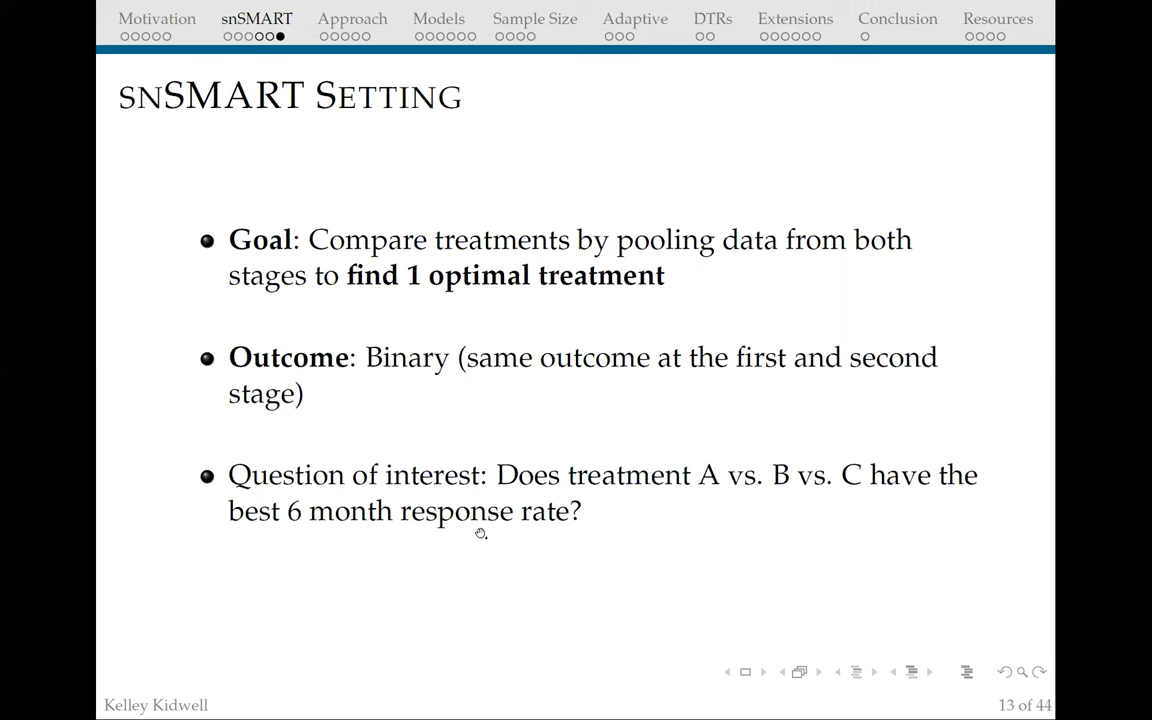 Motivation snSMART Approach Models Sample Size Adaptive DTRs Extensions Conclusion Resources
SNSMART SETTING
Goal: Compare treatments by pooling data from both
stages to find 1 optimal treatment
Outcome: Binary (same outcome at the first and second
stage)
Question of interest: Does treatment A vs. B vs. C have the
best 6 month response rate?
Kelley Kidwell 13 of 44